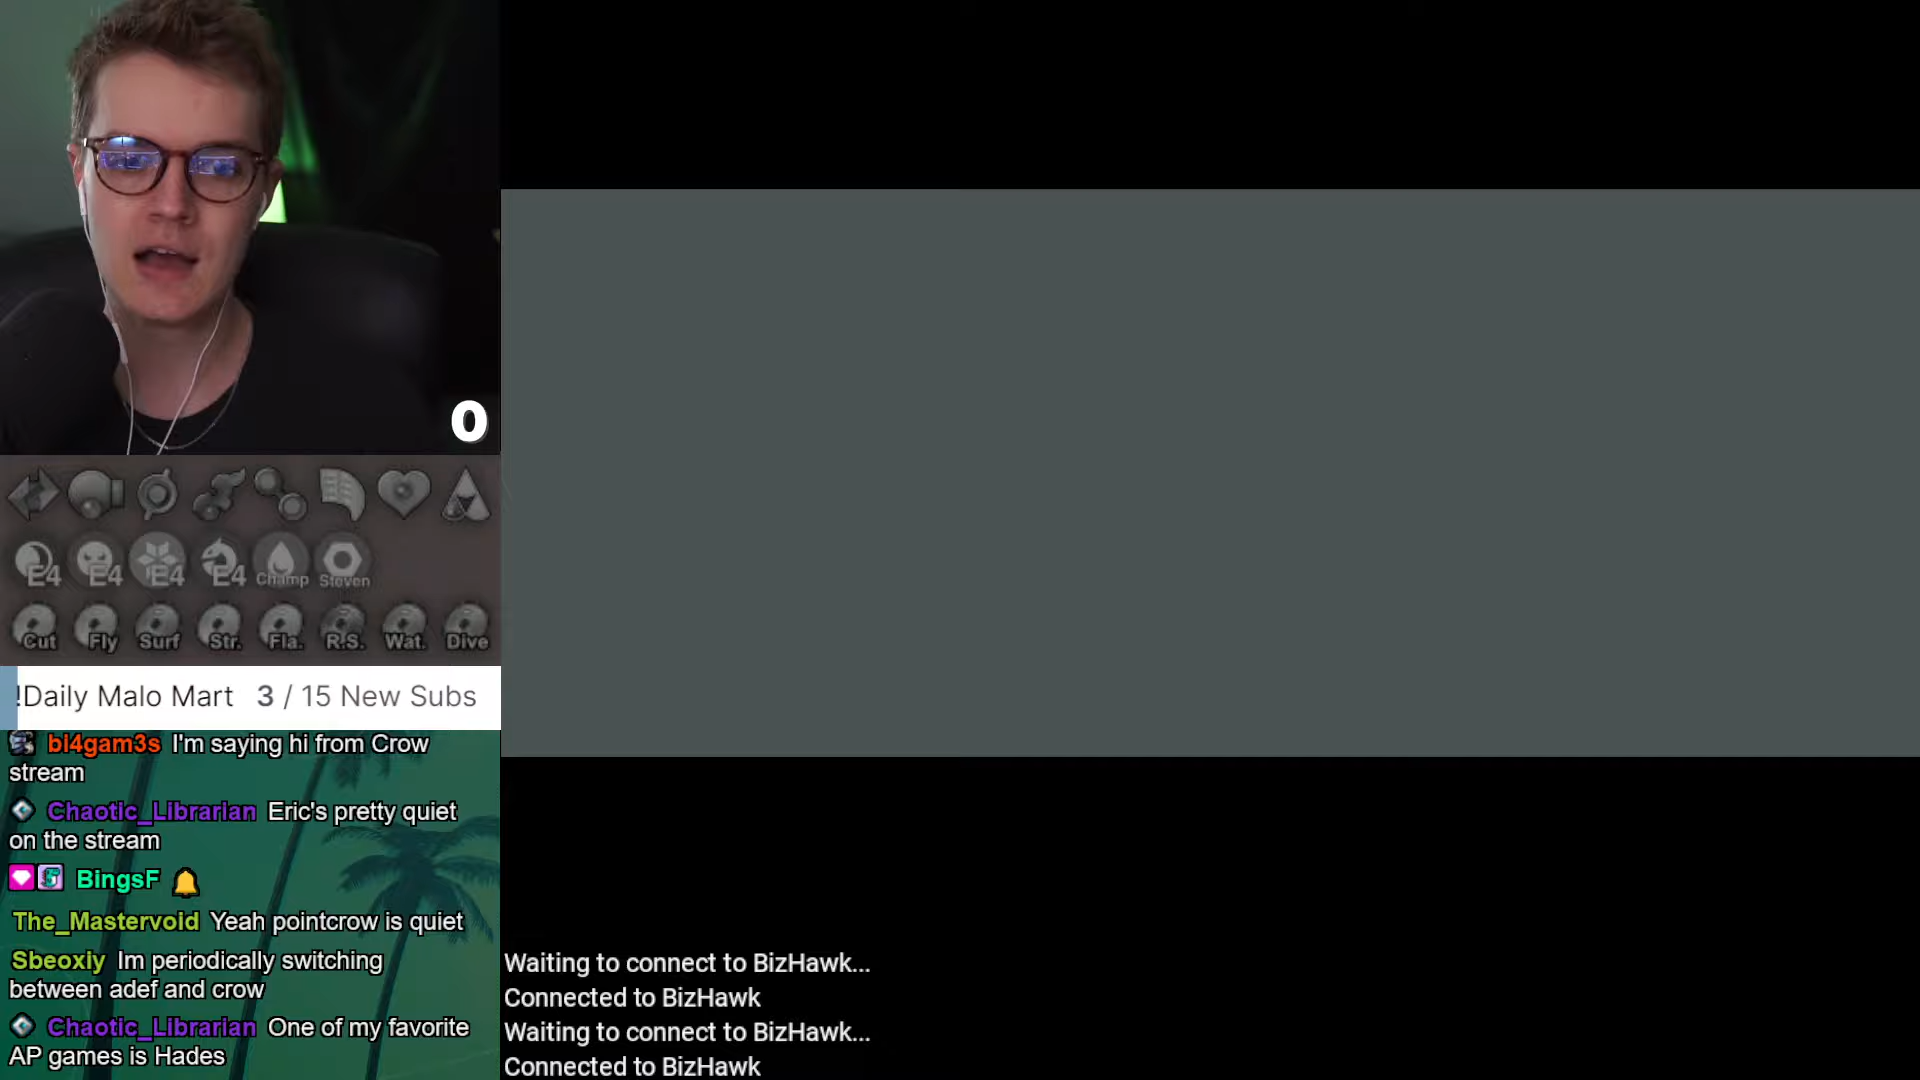 0
E4 E4 E4 E4 Champ Steven
Cut Fly Surf Str. Fla. R.S. Wat. Dive
!Daily Malo Mart 3 / 15 New Subs
bl4gam3s I'm saying hi from Crow
stream
Chaotic_Librarian Eric's pretty quiet
on the stream
BingsF
The_Mastervoid Yeah pointcrow is quiet
Sbeoxly Im periodically switching
between adef and crow
Chaotic_Librarian One of my favorite
AP games is Hades
Waiting to connect to BizHawk...
Connected to BizHawk
Waiting to connect to BizHawk...
Connected to BizHawk